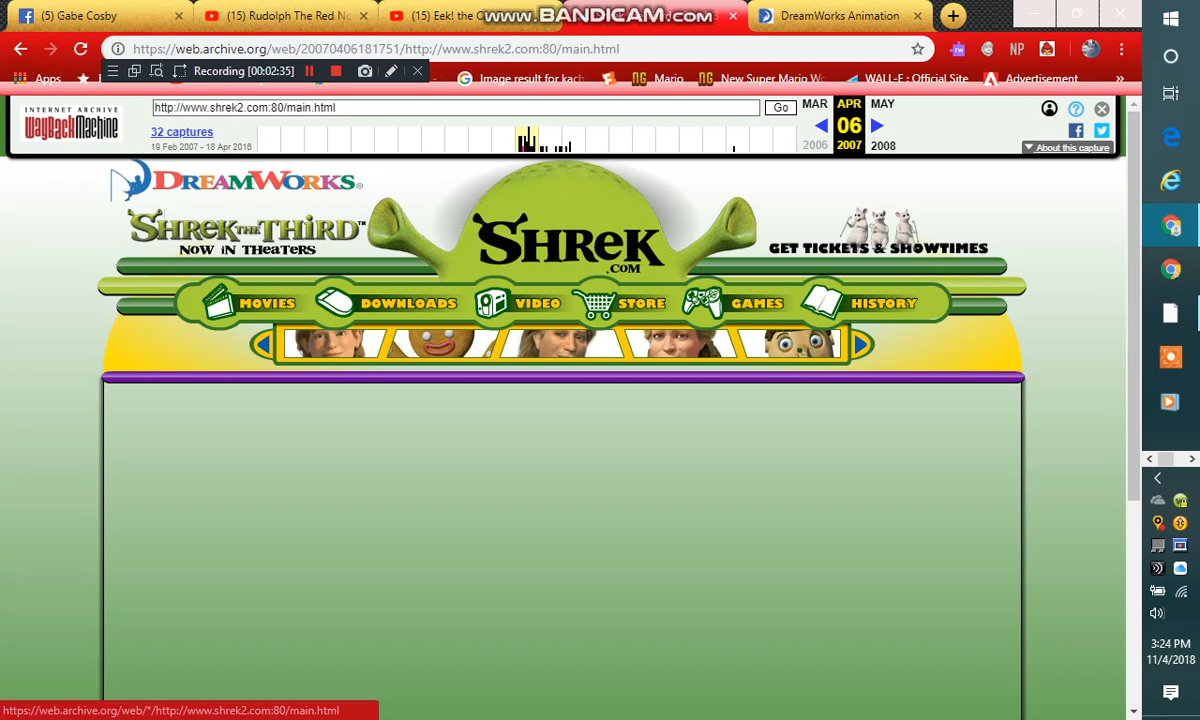 (5) Gabe Cosby
(15) Rudolph The Red No
(15) Eek! the C
www.BANDICAM.com
DreamWorks Animation
https://web.archive.org/web/20070406181751/http://www.shrek2.com:80/main.html
NP
Apps
Recording [00:02:35]
Image result for kach
Mario
New Super Mario Wo
WALL-E : Official Site
Advertisement
INTERNET ARCHIVE
WayBackMachine
http://www.shrek2.com:80/main.html
Go
MAR
APR
MAY
32 captures
06
19 Feb 2007 - 18 Apr 2016
2006
2007
2008
About this capture
DREAMWORKS
SHREK THE THIRD™
NOW IN THEATERS
SHREK
.COM
GET TICKETS & SHOWTIMES
MOVIES
DOWNLOADS
VIDEO
STORE
GAMES
HISTORY
3:24 PM
11/4/2018
https://web.archive.org/web/*/http://www.shrek2.com:80/main.html